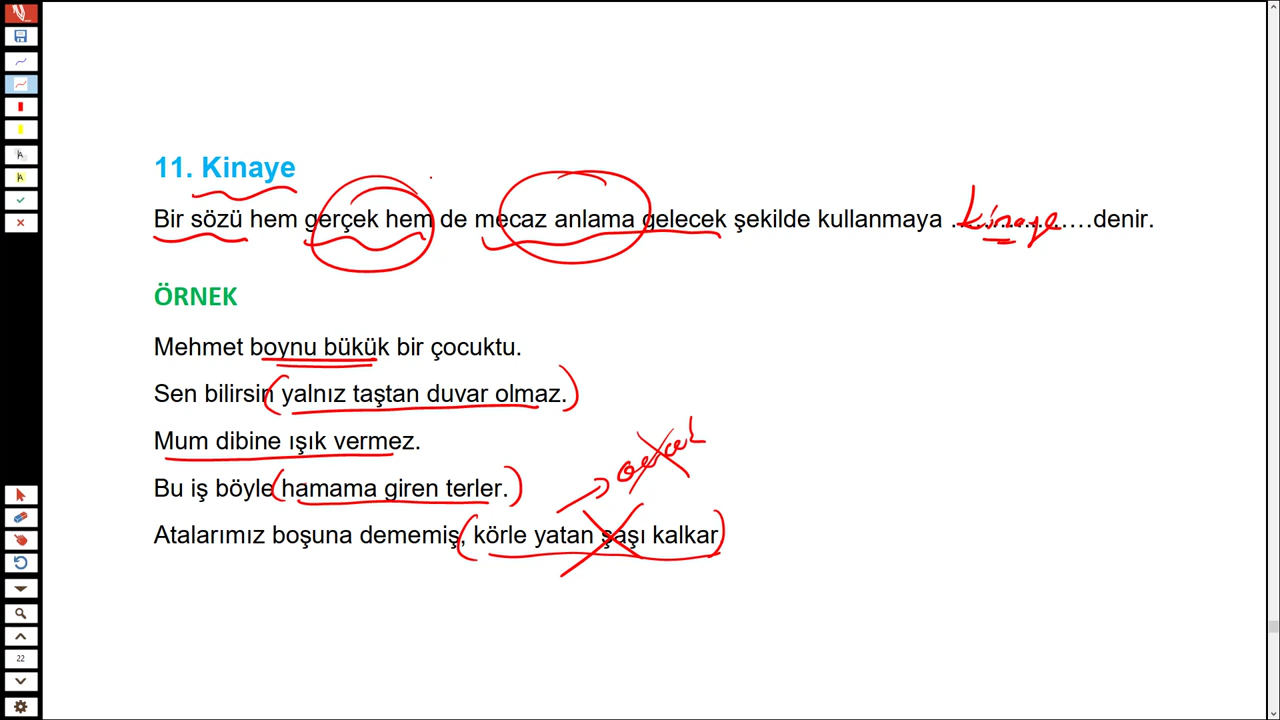 11. Kinaye
Bir sözü hem gerçek hem de mecaz anlama gelecek şekilde kullanmaya ...kinaye...denir.
ÖRNEK
Mehmet boynu bükük bir çocuktu.
Sen bilirsin yalnız taştan duvar olmaz.
Mum dibine ışık vermez.
gerçek
Bu iş böyle hamama giren terler.
Atalarımız boşuna dememiş, körle yatan şaşı kalkar
22